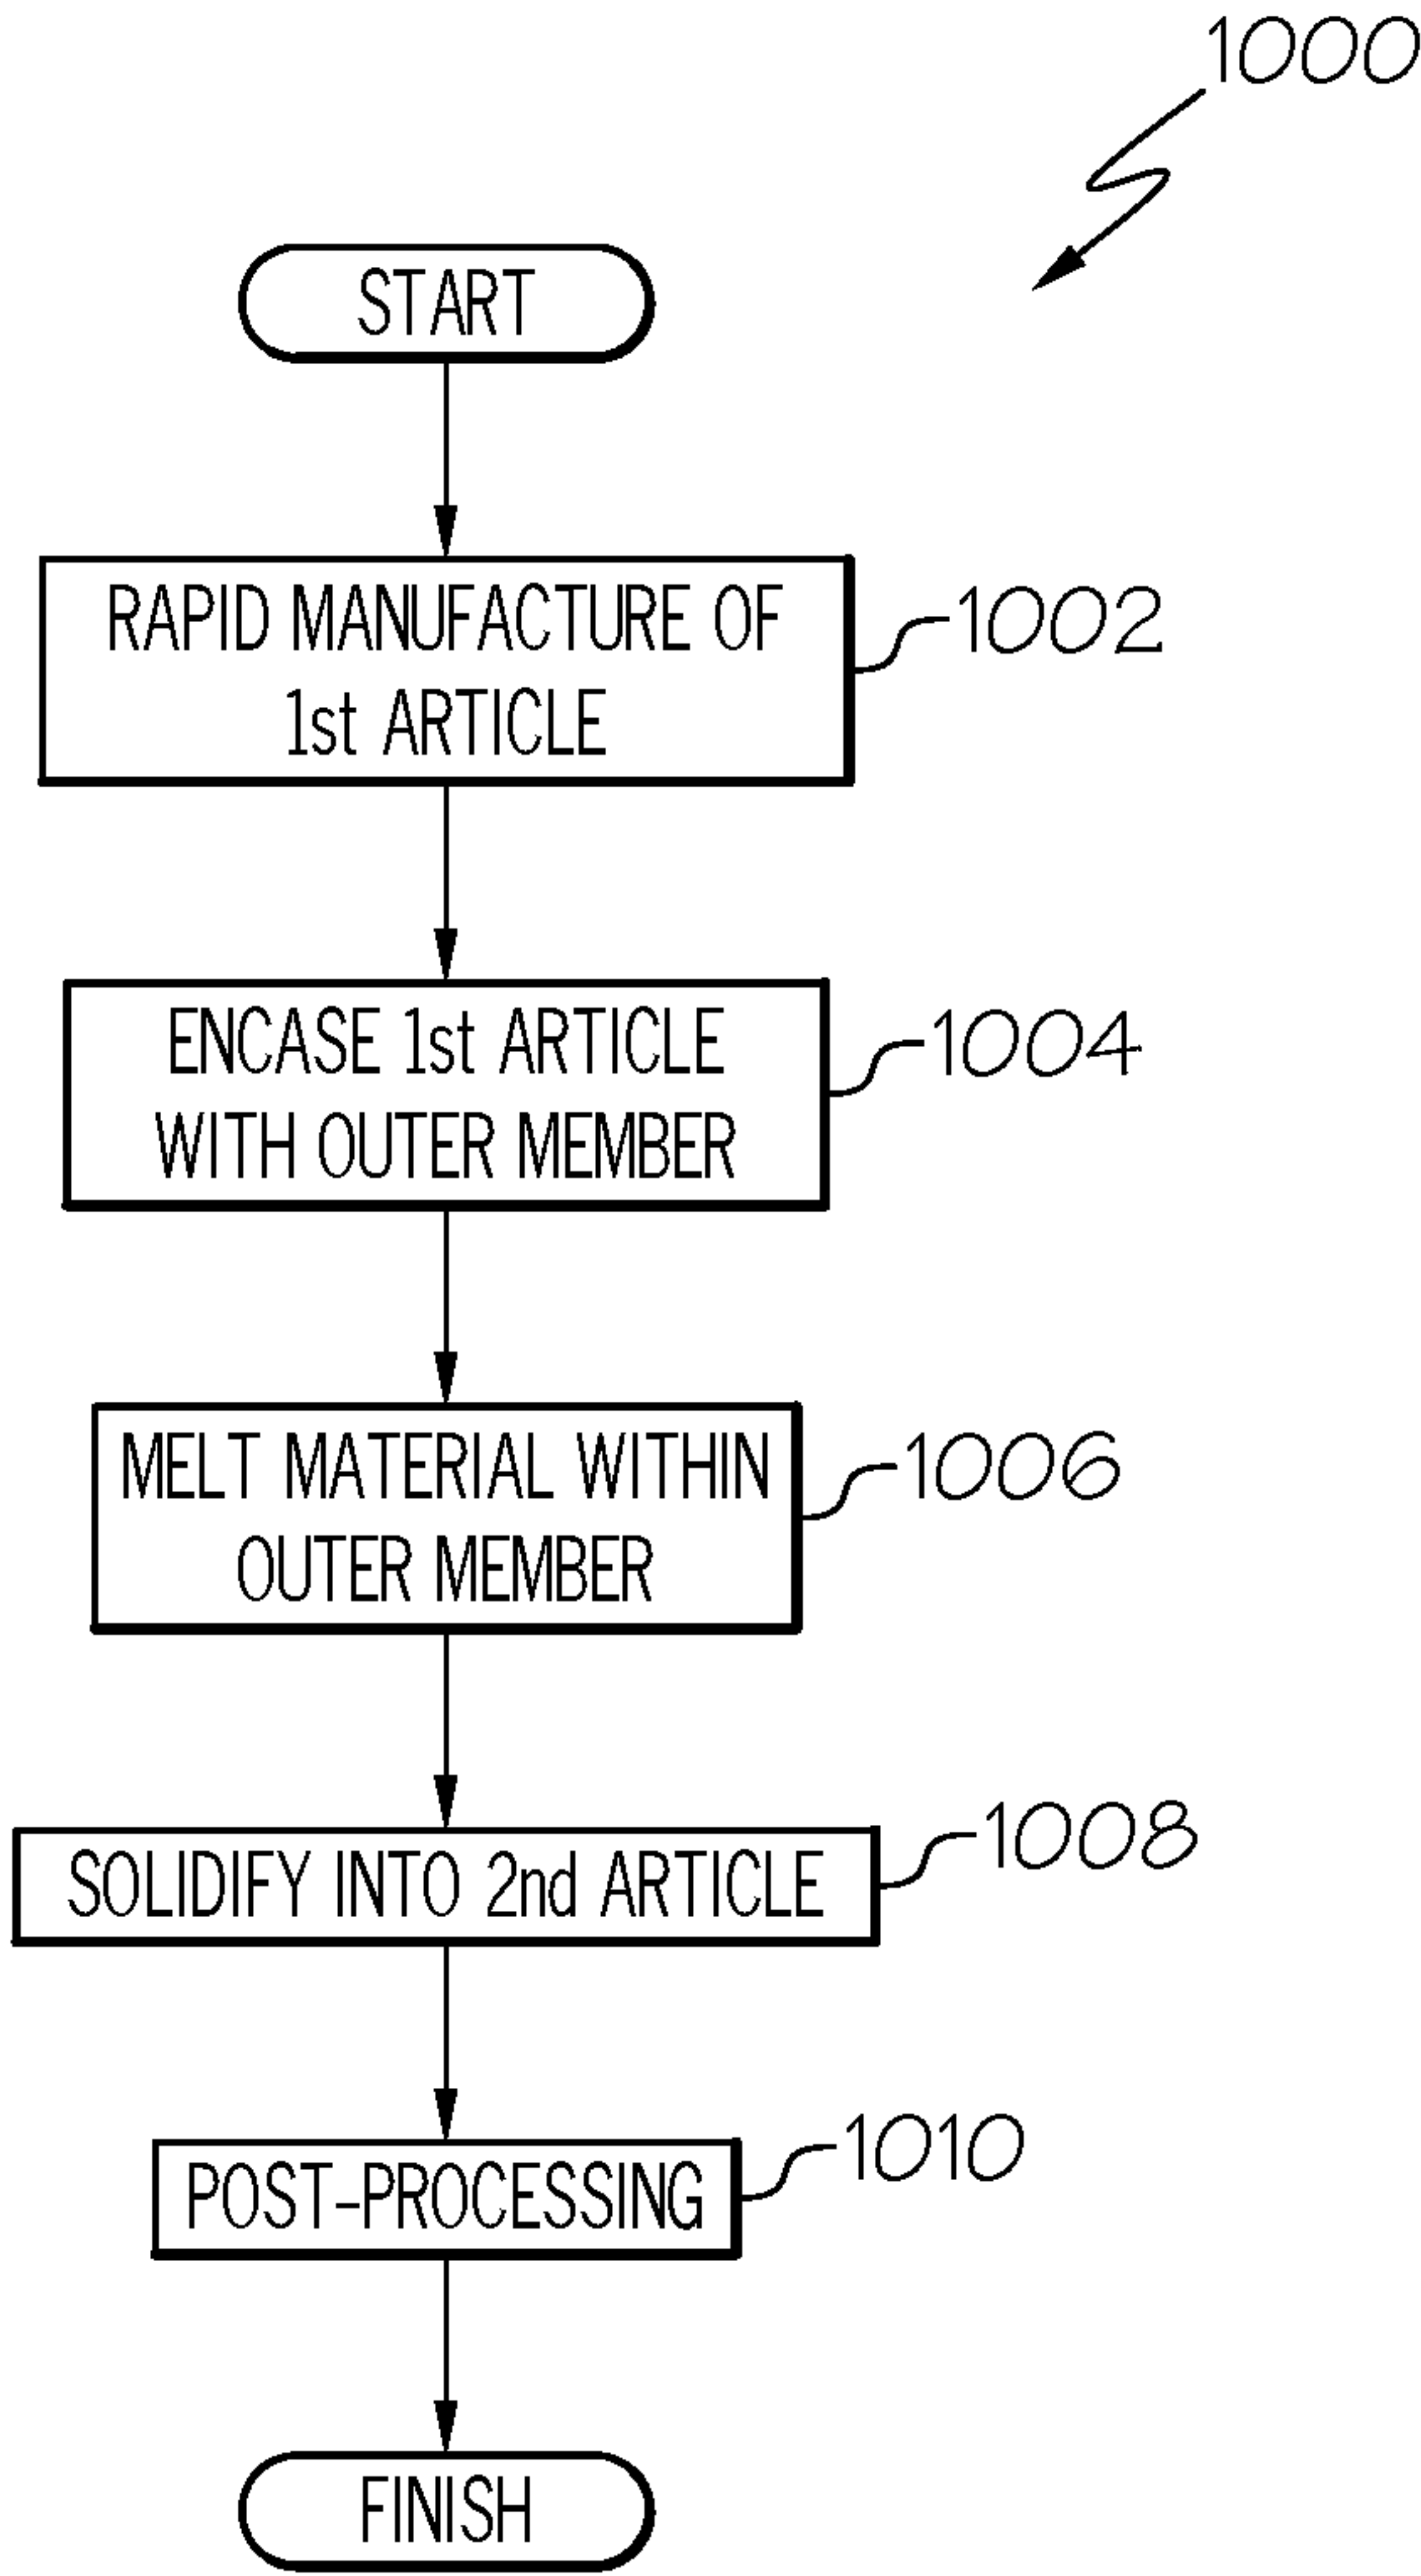 1000
START
RAPID MANUFACTURE OF
1st ARTICLE
1002
ENCASE 1st ARTICLE
WITH OUTER MEMBER
1004
MELT MATERIAL WITHIN
OUTER MEMBER
1006
SOLIDIFY INTO 2nd ARTICLE
1008
POST-PROCESSING
1010
FINISH